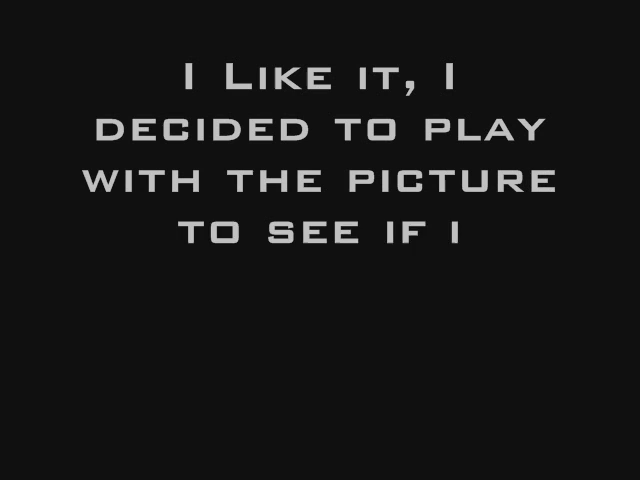 I Like it, I
decided to play
with the picture
to see if i